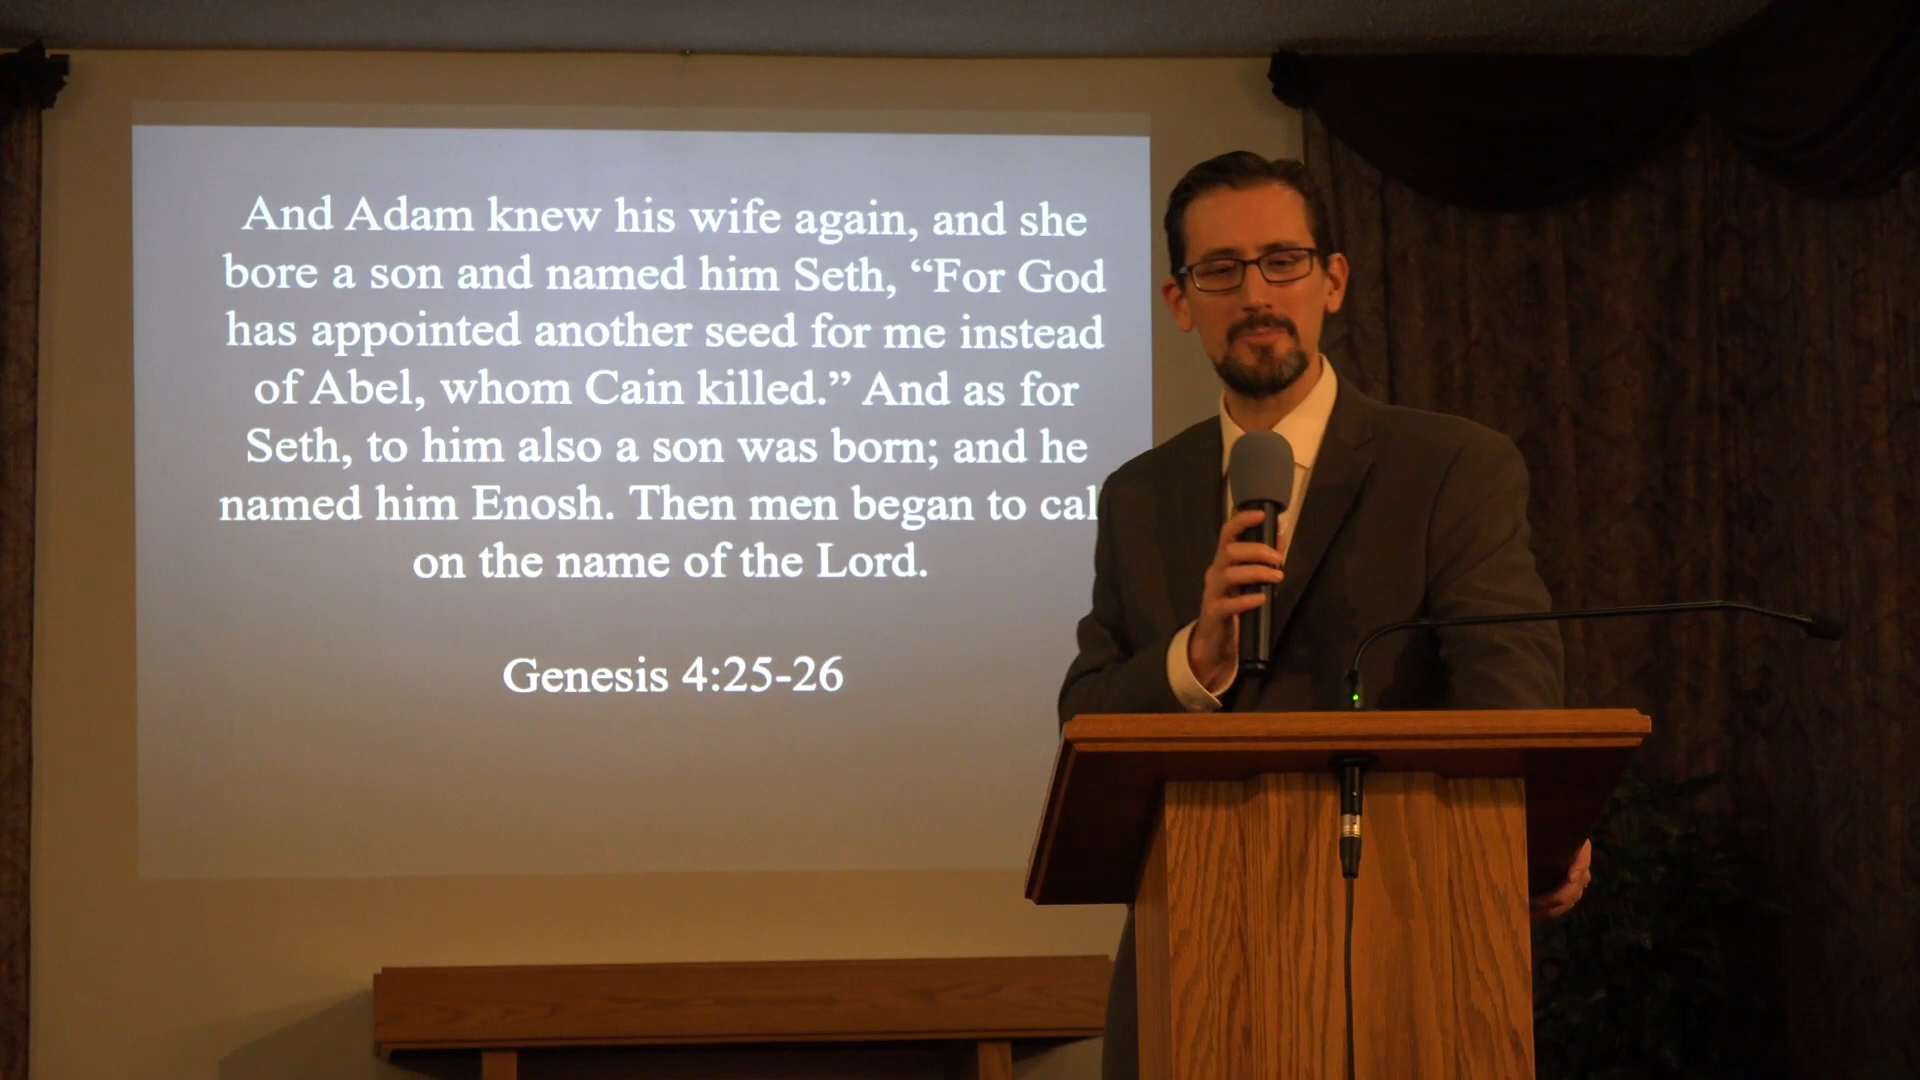 And Adam knew his wife again, and she
bore a son and named him Seth, “For God
has appointed another seed for me instead
of Abel, whom Cain killed.” And as for
Seth, to him also a son was born; and he
named him Enosh. Then men began to cal
on the name of the Lord.
Genesis 4:25-26